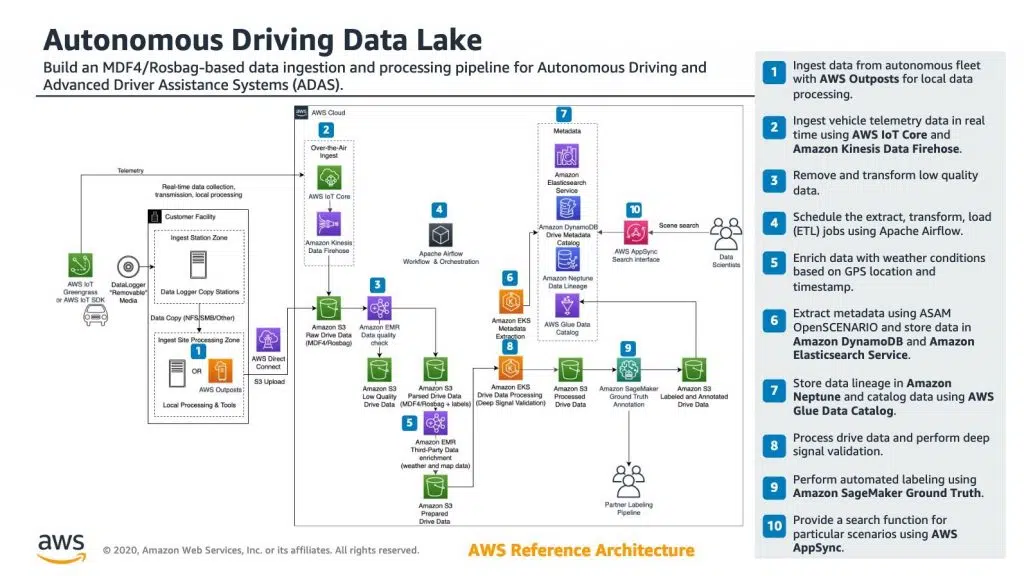 Autonomous Driving Data Lake
Build an MDF4/Rosbag-based data ingestion and processing pipeline for Autonomous Driving and
Advanced Driver Assistance Systems (ADAS).
aws
AWS Cloud
2
Over-the-Air
Ingest
AWS IoT Core
Amazon Kinesis
Data Firehose
Telemetry
Real-time data collection,
transmission, local processing
Customer Facility
Ingest Station Zone
Data Logger Copy Stations
AWS IoT
Greengrass
or AWS IoT SDK
DataLogger
"Removable"
Media
Data Copy (NFS/SMB/Other)
Ingest Site Processing Zone
1
OR
AWS Outposts
Local Processing & Tools
AWS Direct
Connect
S3 Upload
4
Apache Airflow
Workflow & Orchestration
3
Amazon S3
Raw Drive Data
(MDF4/Rosbag)
Amazon EMR
Data quality
check
Amazon S3
Low Quality
Drive Data
Amazon S3
Parsed Drive Data
(MDF4/Rosbag + labels)
5
Amazon EMR
Third-Party Data
enrichment
(weather and map data)
Amazon S3
Prepared
Drive Data
7
Metadata
Amazon
Elasticsearch
Service
Amazon DynamoDB
Drive Metadata
Catalog
Amazon Neptune
Data Lineage
AWS Glue Data
Catalog
10
AWS AppSync
Search interface
Scene search
Data
Scientists
6
Amazon EKS
Metadata
Extraction
8
Amazon EKS
Drive Data Processing
(Deep Signal Validation)
Amazon S3
Processed
Drive Data
9
Amazon SageMaker
Ground Truth
Annotation
Amazon S3
Labeled and Annotated
Drive Data
Partner Labeling
Pipeline
1
Ingest data from autonomous fleet
with AWS Outposts for local data
processing.
2
Ingest vehicle telemetry data in real
time using AWS IoT Core and
Amazon Kinesis Data Firehose.
3
Remove and transform low quality
data.
4
Schedule the extract, transform, load
(ETL) jobs using Apache Airflow.
5
Enrich data with weather conditions
based on GPS location and
timestamp.
6
Extract metadata using ASAM
OpenSCENARIO and store data in
Amazon DynamoDB and Amazon
Elasticsearch Service.
7
Store data lineage in Amazon
Neptune and catalog data using AWS
Glue Data Catalog.
8
Process drive data and perform deep
signal validation.
9
Perform automated labeling using
Amazon SageMaker Ground Truth.
10
Provide a search function for
particular scenarios using AWS
AppSync.
aws
© 2020, Amazon Web Services, Inc. or its affiliates. All rights reserved.
AWS Reference Architecture